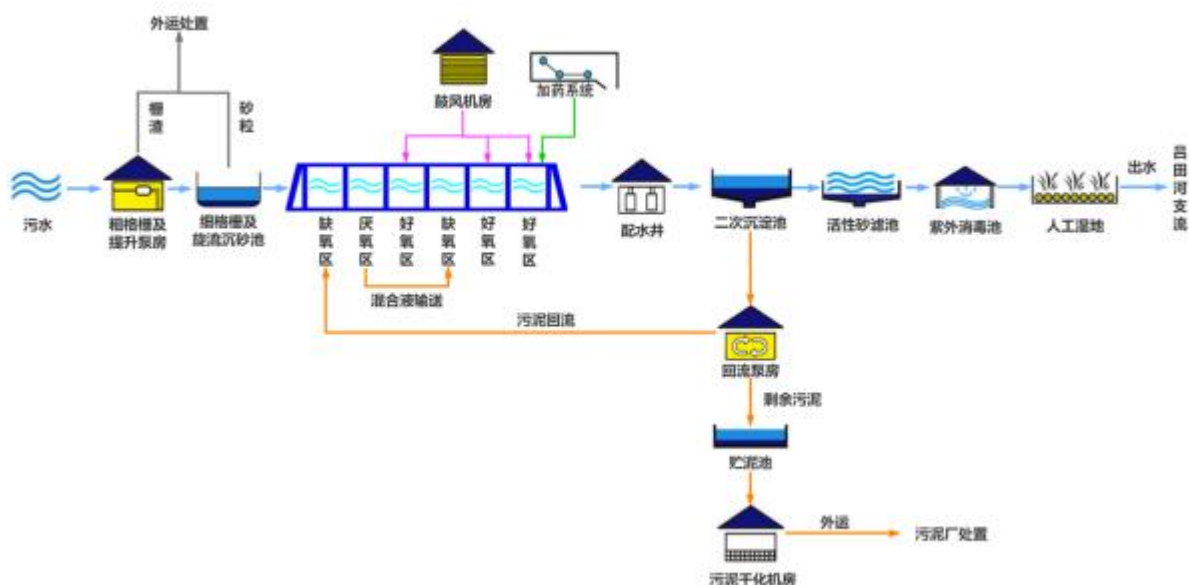 外运处置
栅渣
砂粒
鼓风机房
加药系统
污水
粗格栅及
提升泵房
细格栅及
旋流沉砂池
缺氧区
厌氧区
好氧区
缺氧区
好氧区
好氧区
混合液输送
配水井
二次沉淀池
活性砂滤池
紫外消毒池
人工湿地
出水
吕田河支流
污泥回流
回流泵房
剩余污泥
贮泥池
外运
污泥厂处置
污泥干化机房